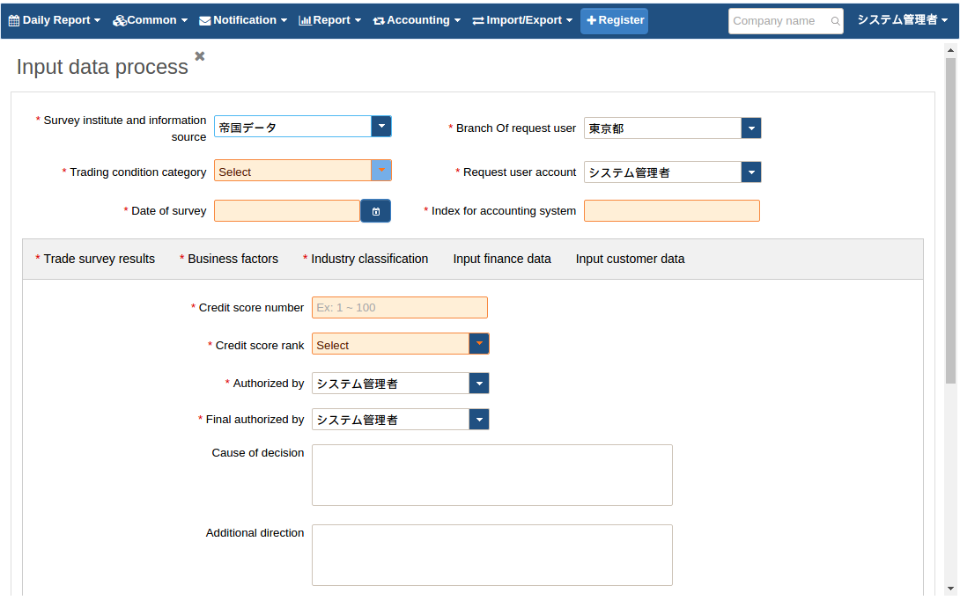 Daily Report Common Notification Report Accounting Import/Export Register Company name システム管理者
Input data process
* Survey institute and information source 帝国データ * Branch Of request user 東京都
* Trading condition category Select * Request user account システム管理者
* Date of survey * Index for accounting system
* Trade survey results * Business factors * Industry classification Input finance data Input customer data
* Credit score number Ex: 1 ~ 100
* Credit score rank Select
* Authorized by システム管理者
* Final authorized by システム管理者
Cause of decision
Additional direction